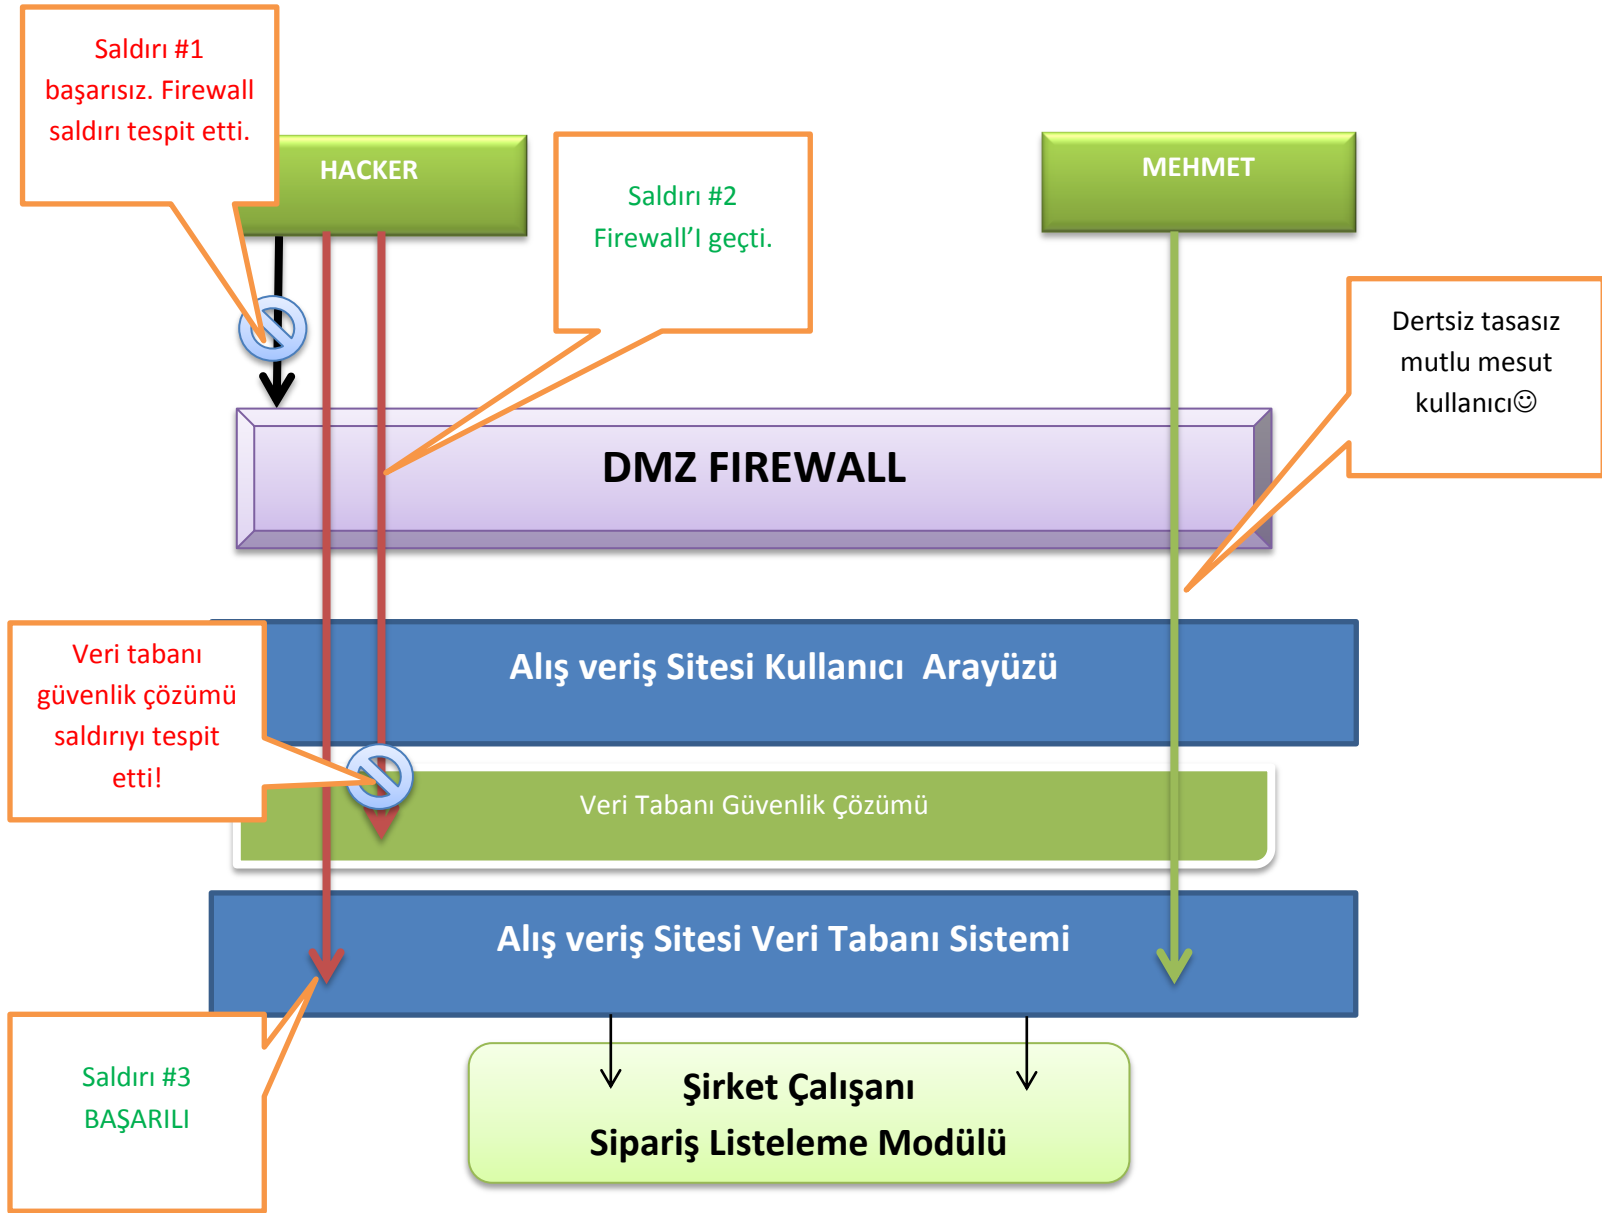 Saldırı #1
başarısız. Firewall
saldırı tespit etti.
HACKER
Saldırı #2
Firewall’I geçti.
MEHMET
Dertsiz tasasız
mutlu mesut
kullanıcı☺
DMZ FIREWALL
Veri tabanı
güvenlik çözümü
saldırıyı tespit
etti!
Alış veriş Sitesi Kullanıcı Arayüzü
Veri Tabanı Güvenlik Çözümü
Alış veriş Sitesi Veri Tabanı Sistemi
Saldırı #3
BAŞARILI
Şirket Çalışanı
Sipariş Listeleme Modülü